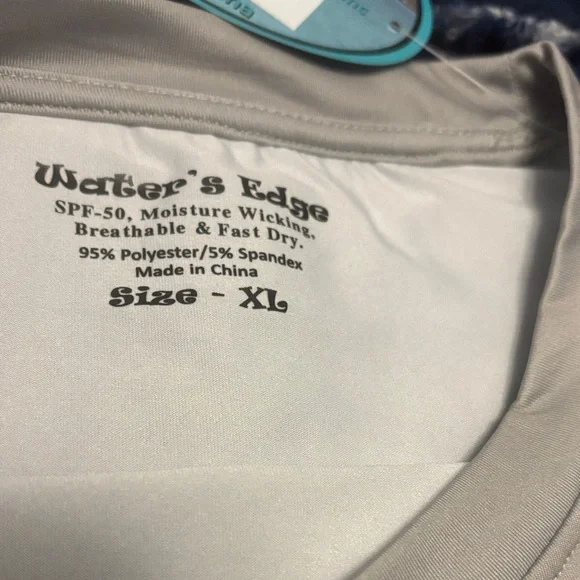 Water's Edge
SPF-50, Moisture Wicking,
Breathable & Fast Dry.
95% Polyester/5% Spandex
Made in China
Size - XL